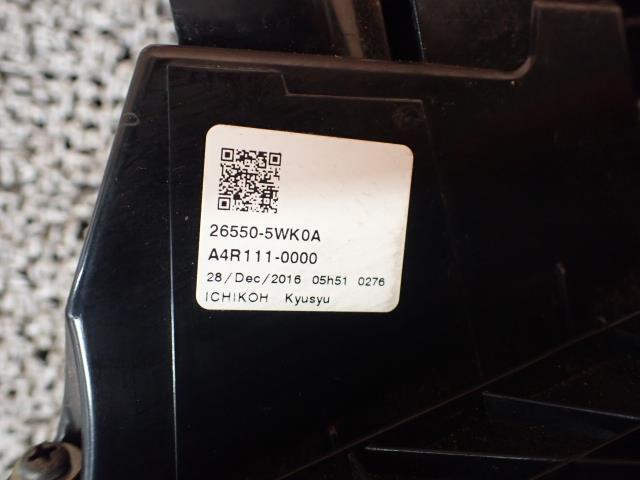 26550-5WK0A
A4R111-0000
28/Dec/2016 05h51 0276
ICHIKOH Kyusyu